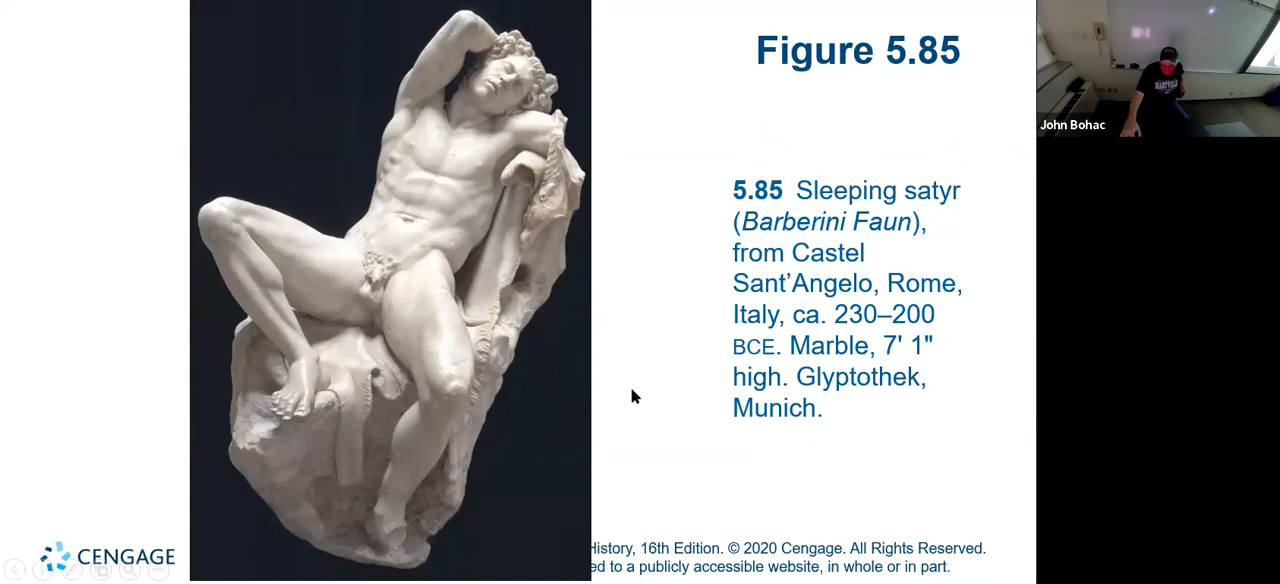 Figure 5.85
John Bohac
5.85 Sleeping satyr
(Barberini Faun),
from Castel
Sant’Angelo, Rome,
Italy, ca. 230–200
BCE. Marble, 7' 1"
high. Glyptothek,
Munich.
CENGAGE
History, 16th Edition. © 2020 Cengage. All Rights Reserved.
ed to a publicly accessible website, in whole or in part.